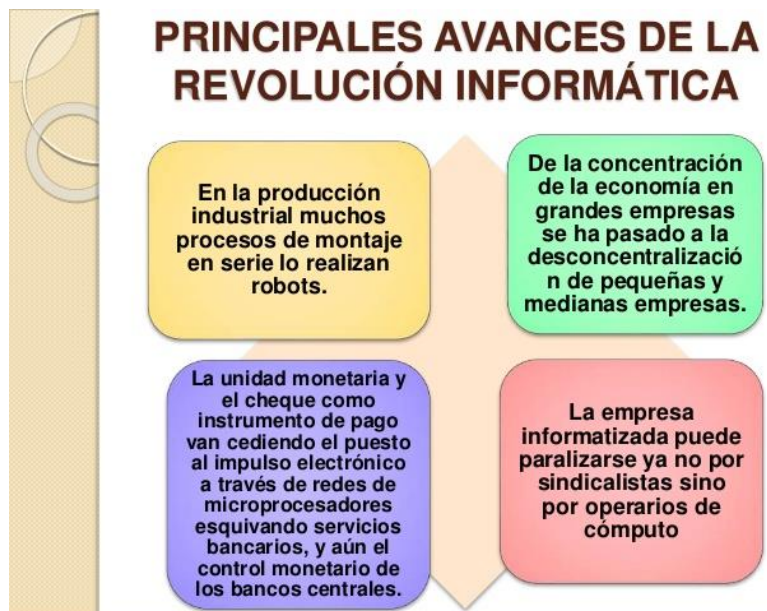 PRINCIPALES AVANCES DE LA
REVOLUCIÓN INFORMÁTICA
En la producción
industrial muchos
procesos de montaje
en serie lo realizan
robots.
De la concentración
de la economía en
grandes empresas
se ha pasado a la
desconcentralizació
n de pequeñas y
medianas empresas.
La unidad monetaria y
el cheque como
instrumento de pago
van cediendo el puesto
al impulso electrónico
a través de redes de
microprocesadores
esquivando servicios
bancarios, y aún el
control monetario de
los bancos centrales.
La empresa
informatizada puede
paralizarse ya no por
sindicalistas sino
por operarios de
cómputo